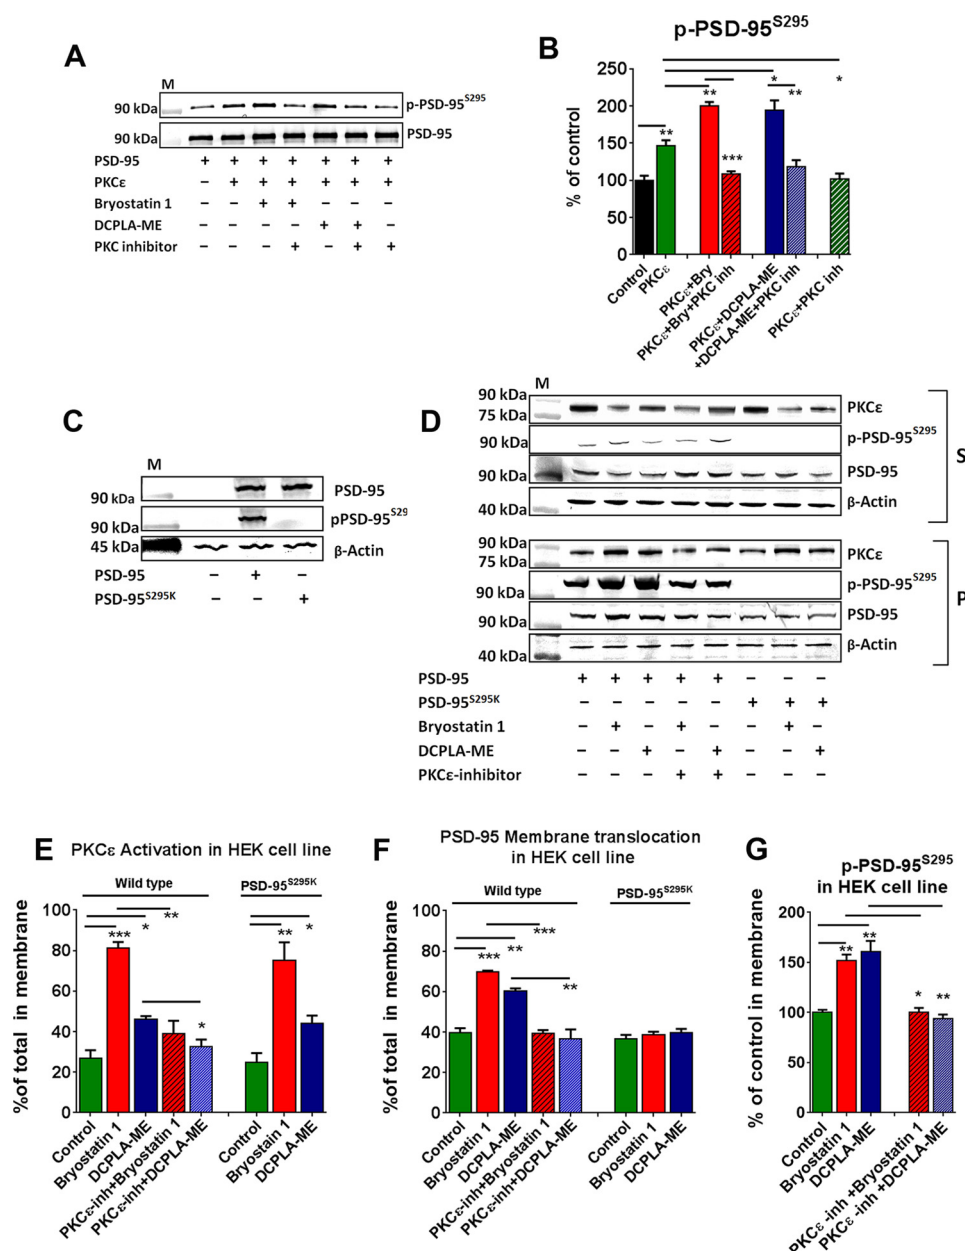 A
M
90 kDa
p-PSD-95S295
90 kDa
PSD-95
PSD-95 + + + + + + +
PKCε – + + + + + +
Bryostatin 1 – – + + – – –
DCPLA-ME – – – – + + –
PKC inhibitor – – – + – + +
B
p-PSD-95S295
% of control
250
200
150
100
50
0
** ** *** * ** *
Control
PKCε
PKCε+Bry
PKCε+Bry+PKC inh
PKCε+DCPLA-ME
+DCPLA-ME+PKC inh
PKCε+PKC inh
C
M
90 kDa
PSD-95
90 kDa
pPSD-95S29
45 kDa
β-Actin
PSD-95 – + –
PSD-95S295K – – +
D
M
90 kDa
75 kDa
PKCε
90 kDa
p-PSD-95S295
90 kDa
PSD-95
40 kDa
β-Actin
S
90 kDa
75 kDa
PKCε
90 kDa
p-PSD-95S295
90 kDa
PSD-95
40 kDa
β-Actin
P
PSD-95 + + + + + – – –
PSD-95S295K – – – – – + + +
Bryostatin 1 – + – + – – + –
DCPLA-ME – – + – + – – +
PKCε-inhibitor – – – + + – – –
E
PKCε Activation in HEK cell line
Wild type
PSD-95S295K
%of total in membrane
100
80
60
40
20
0
*** * ** * ** *
Control
Bryostatin 1
DCPLA-ME
PKCε-inh+Bryostatin 1
PKCε-inh+DCPLA-ME
Control
Bryostatin 1
DCPLA-ME
F
PSD-95 Membrane translocation
in HEK cell line
Wild type
PSD-95S295K
%of total in membrane
100
80
60
40
20
0
*** ** *** **
Control
Bryostatin 1
DCPLA-ME
PKCε-inh+Bryostatin 1
PKCε-inh+DCPLA-ME
Control
Bryostatin 1
DCPLA-ME
G
p-PSD-95S295
in HEK cell line
% of control in membrane
200
150
100
50
0
** ** * **
Control
Bryostatin 1
DCPLA-ME
PKCε -inh +Bryostatin 1
PKCε -inh +DCPLA-ME